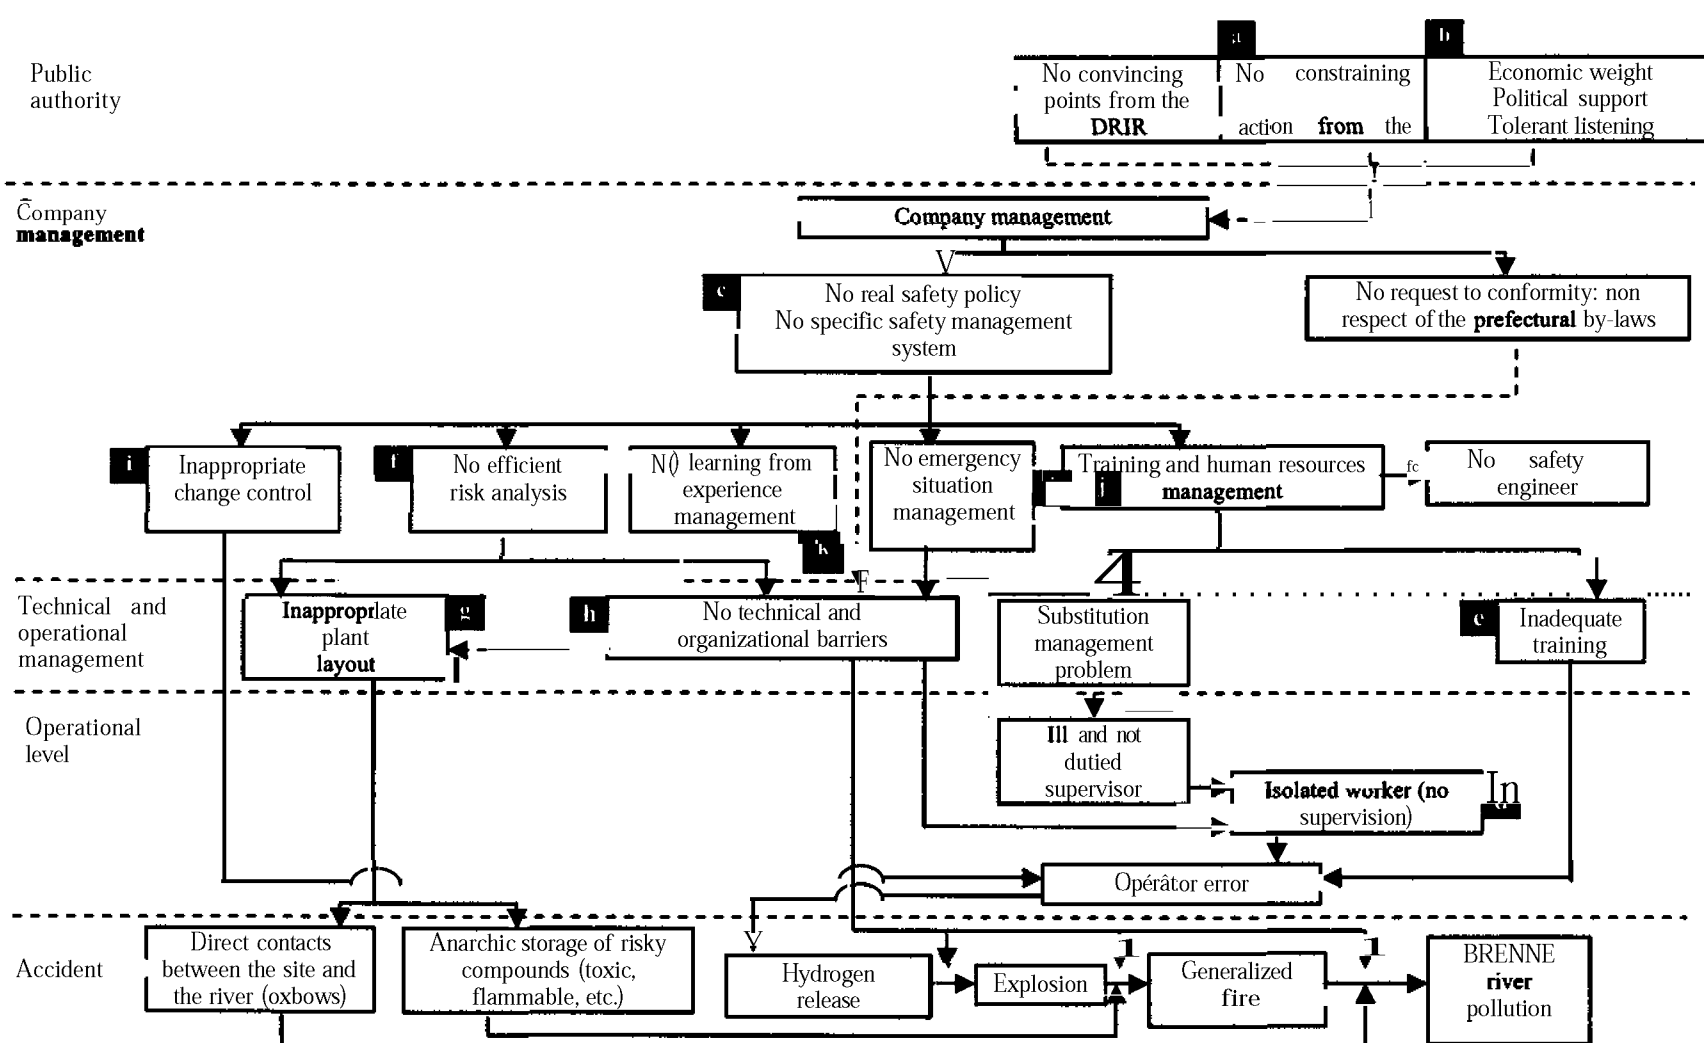 a
b
Public
authority
No convincing
points from the
DRIR
No constraining
action from the
Economic weight
Political support
Tolerant listening
Company
management
Company management
V
c
No real safety policy
No specific safety management
system
No request to conformity: non
respect of the prefectural by-laws
i
Inappropriate
change control
f
No efficient
risk analysis
N() learning from
experience
management
k
No emergency
situation
management
j
Training and human resources
management
fc
No safety
engineer
F
4
Technical and
operational
management
Inappropriate
plant
layout
g
h
No technical and
organizational barriers
Substitution
management
problem
e
Inadequate
training
Operational
level
Ill and not
dutied
supervisor
Isolated worker (no
supervision)
In
Opérâtor error
Accident
Direct contacts
between the site and
the river (oxbows)
Anarchic storage of risky
compounds (toxic,
flammable, etc.)
V
Hydrogen
release
Explosion
1
Generalized
fire
1
BRENNE
river
pollution